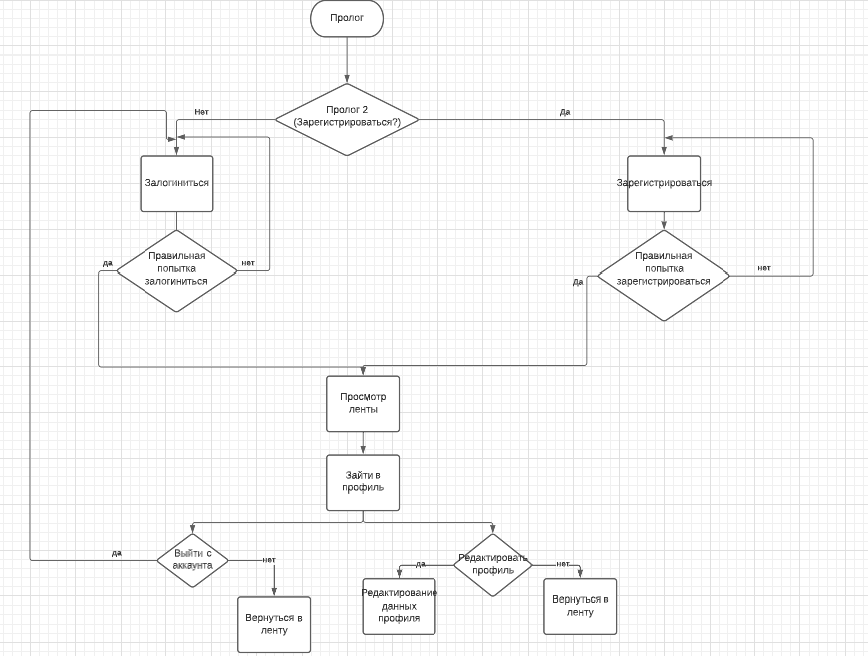 Пролог
Пролог 2
(Зарегистрироваться?)
Нет
Да
Залогиниться
Зарегистрироваться
Правильная
попытка
залогиниться
да
нет
Правильная
попытка
зарегистрироваться
Да
нет
Просмотр
ленты
Зайти в
профиль
Выйти с
аккаунта
да
нет
Редактировать
профиль
да
нет
Вернуться в
ленту
Редактирование
данных
профиля
Вернуться в
ленту